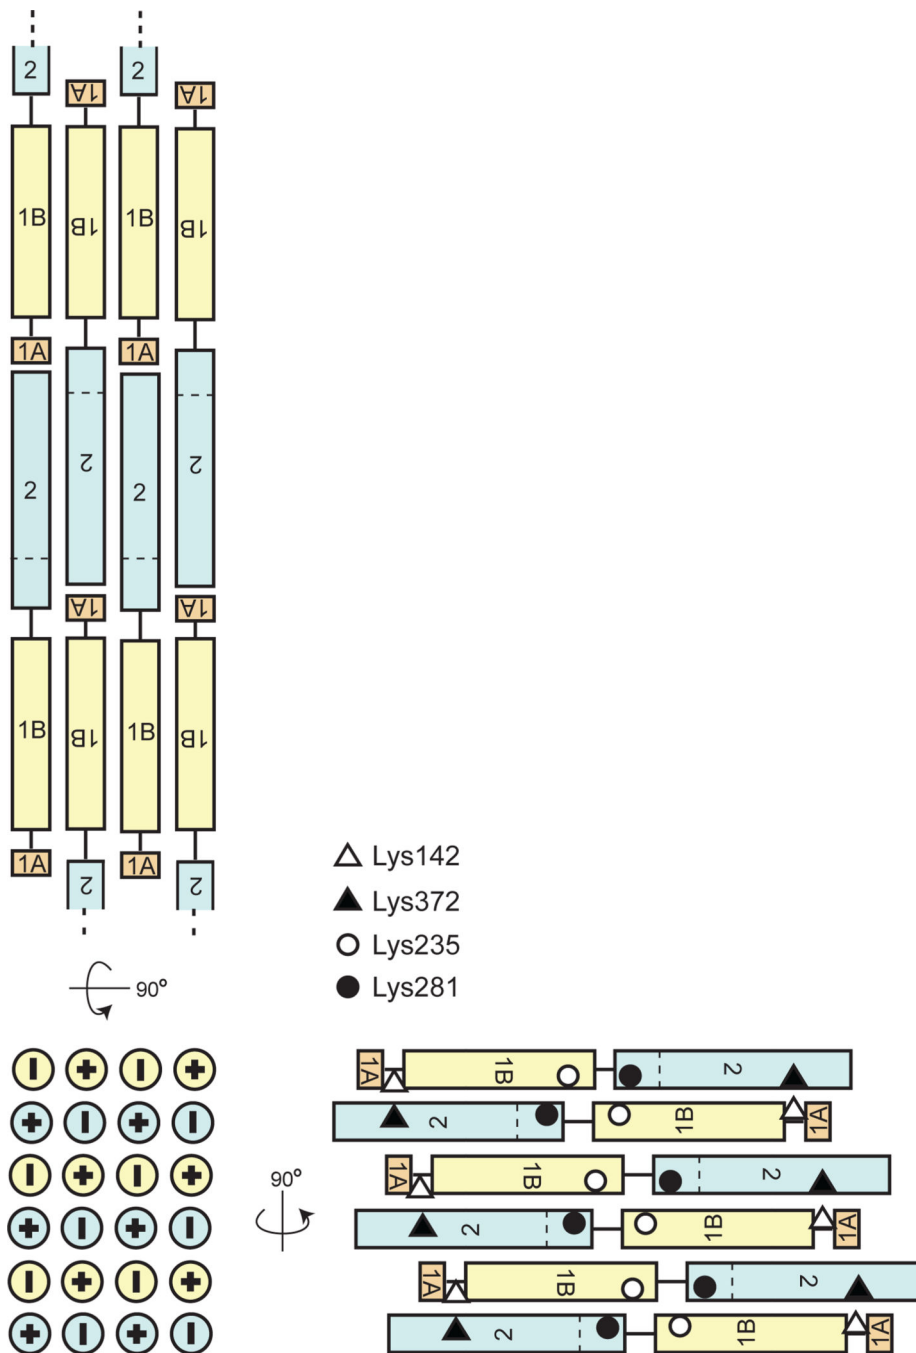 2 2
1A 1A
1B 1B 1B 1B
1A 1A
2 2 2 2
1A 1A
1B 1B 1B 1B
1A 1A
2 2
Lys142
Lys372
Lys235
Lys281
90°
− + − +
+ − + −
− + − +
+ − + −
− + − +
+ − + −
90°
1A 1B 2
2 1B 1A
1A 1B 2
2 1B 1A
1A 1B 2
2 1B 1A